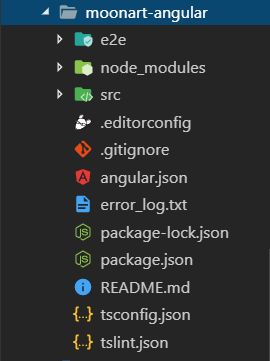 moonart-angular
e2e
node_modules
src
.editorconfig
.gitignore
angular.json
error_log.txt
package-lock.json
package.json
README.md
tsconfig.json
tslint.json